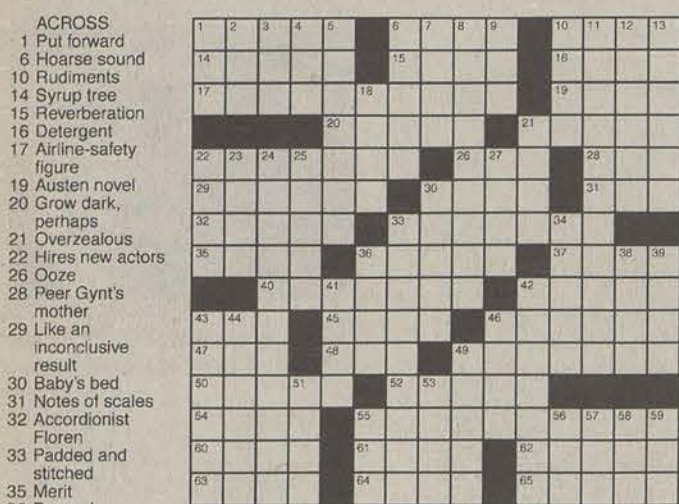 ACROSS
1 Put forward
6 Hoarse sound
10 Rudiments
14 Syrup tree
15 Reverberation
16 Detergent
17 Airline-safety
figure
19 Austen novel
20 Grow dark,
perhaps
21 Overzealous
22 Hires new actors
26 Ooze
28 Peer Gynt's
mother
29 Like an
inconclusive
result
30 Baby's bed
31 Notes of scales
32 Accordionist
Floren
33 Padded and
stitched
35 Merit
1 2 3 4 5 6 7 8 9 10 11 12 13
14 15 16
17 18 19
20 21
22 23 24 25 26 27 28
29 30 31
32 33 34
35 36 37 38 39
40 41 42
43 44 45 46
47 48 49
50 51 52 53
54 55 56 57 58 59
60 61 62
63 64 65